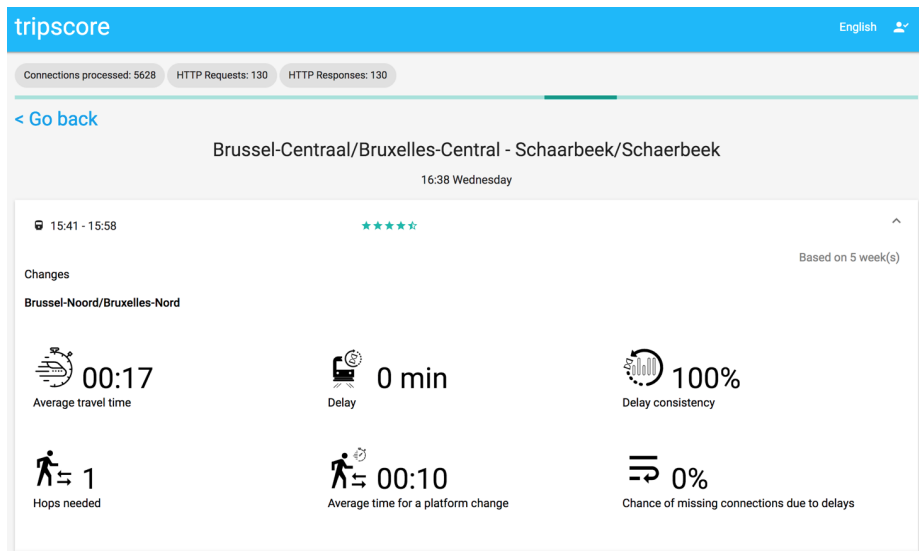 tripscore
English
Connections processed: 5628 HTTP Requests: 130 HTTP Responses: 130
< Go back
Brussel-Centraal/Bruxelles-Central - Schaarbeek/Schaerbeek
16:38 Wednesday
15:41 - 15:58
Based on 5 week(s)
Changes
Brussel-Noord/Bruxelles-Nord
00:17
Average travel time
0 min
Delay
100%
Delay consistency
1
Hops needed
00:10
Average time for a platform change
0%
Chance of missing connections due to delays